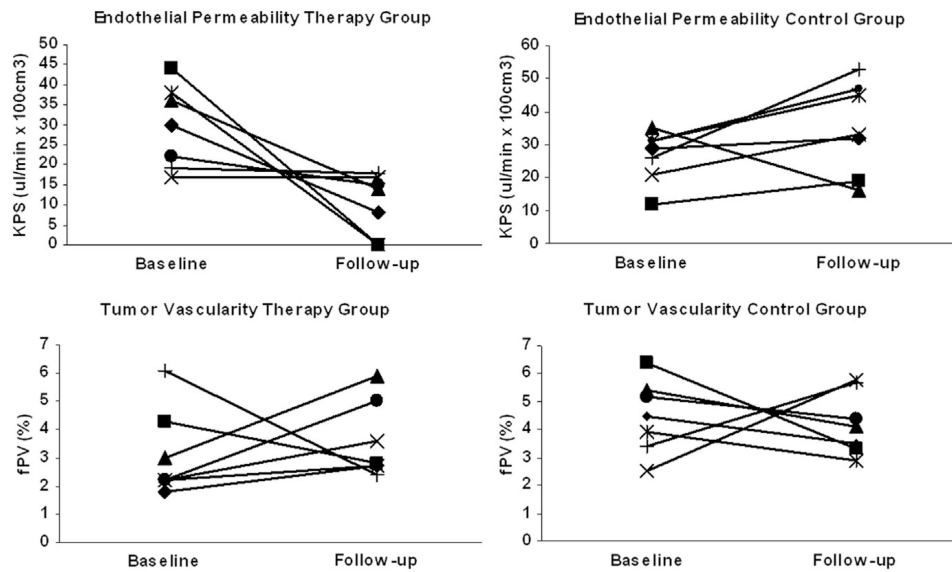 Endothelial Permeability Therapy Group
50
45
40
35
30
25
20
15
10
5
0
KPS (ul/min x 100cm3)
Baseline Follow-up
Endothelial Permeability Control Group
60
50
40
30
20
10
0
KPS (ul/min x 100cm3)
Baseline Follow-up
Tumor Vascularity Therapy Group
7
6
5
4
3
2
1
0
fPV (%)
Baseline Follow-up
Tumor Vascularity Control Group
7
6
5
4
3
2
1
0
fPV (%)
Baseline Follow-up